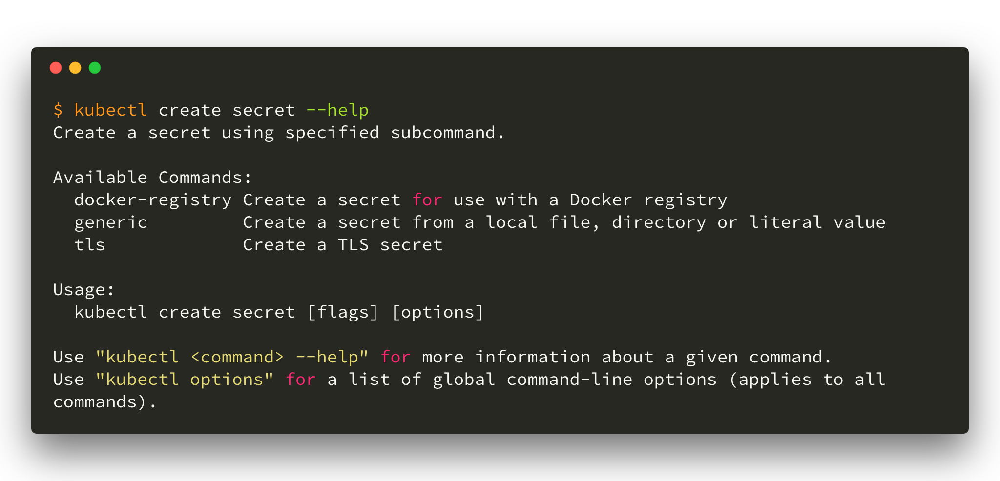 $ kubectl create secret --help
Create a secret using specified subcommand.
Available Commands:
  docker-registry Create a secret for use with a Docker registry
  generic         Create a secret from a local file, directory or literal value
  tls             Create a TLS secret
Usage:
  kubectl create secret [flags] [options]
Use "kubectl <command> --help" for more information about a given command.
Use "kubectl options" for a list of global command-line options (applies to all
commands).